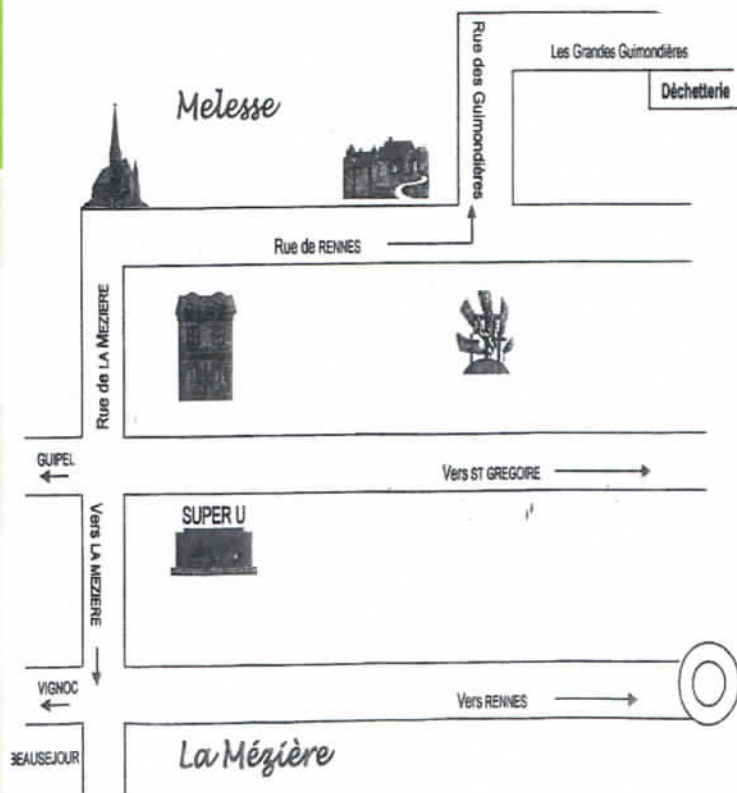 Rue des Guimondières
Les Grandes Guimondières
Déchetterie
Melesse
Rue de RENNES
Rue de LA MEZIERE
GUIPEL
Vers ST GREGOIRE
SUPER U
Vers LA MEZIERE
VIGNOC
Vers RENNES
BEAUSEJOUR
La Mézière